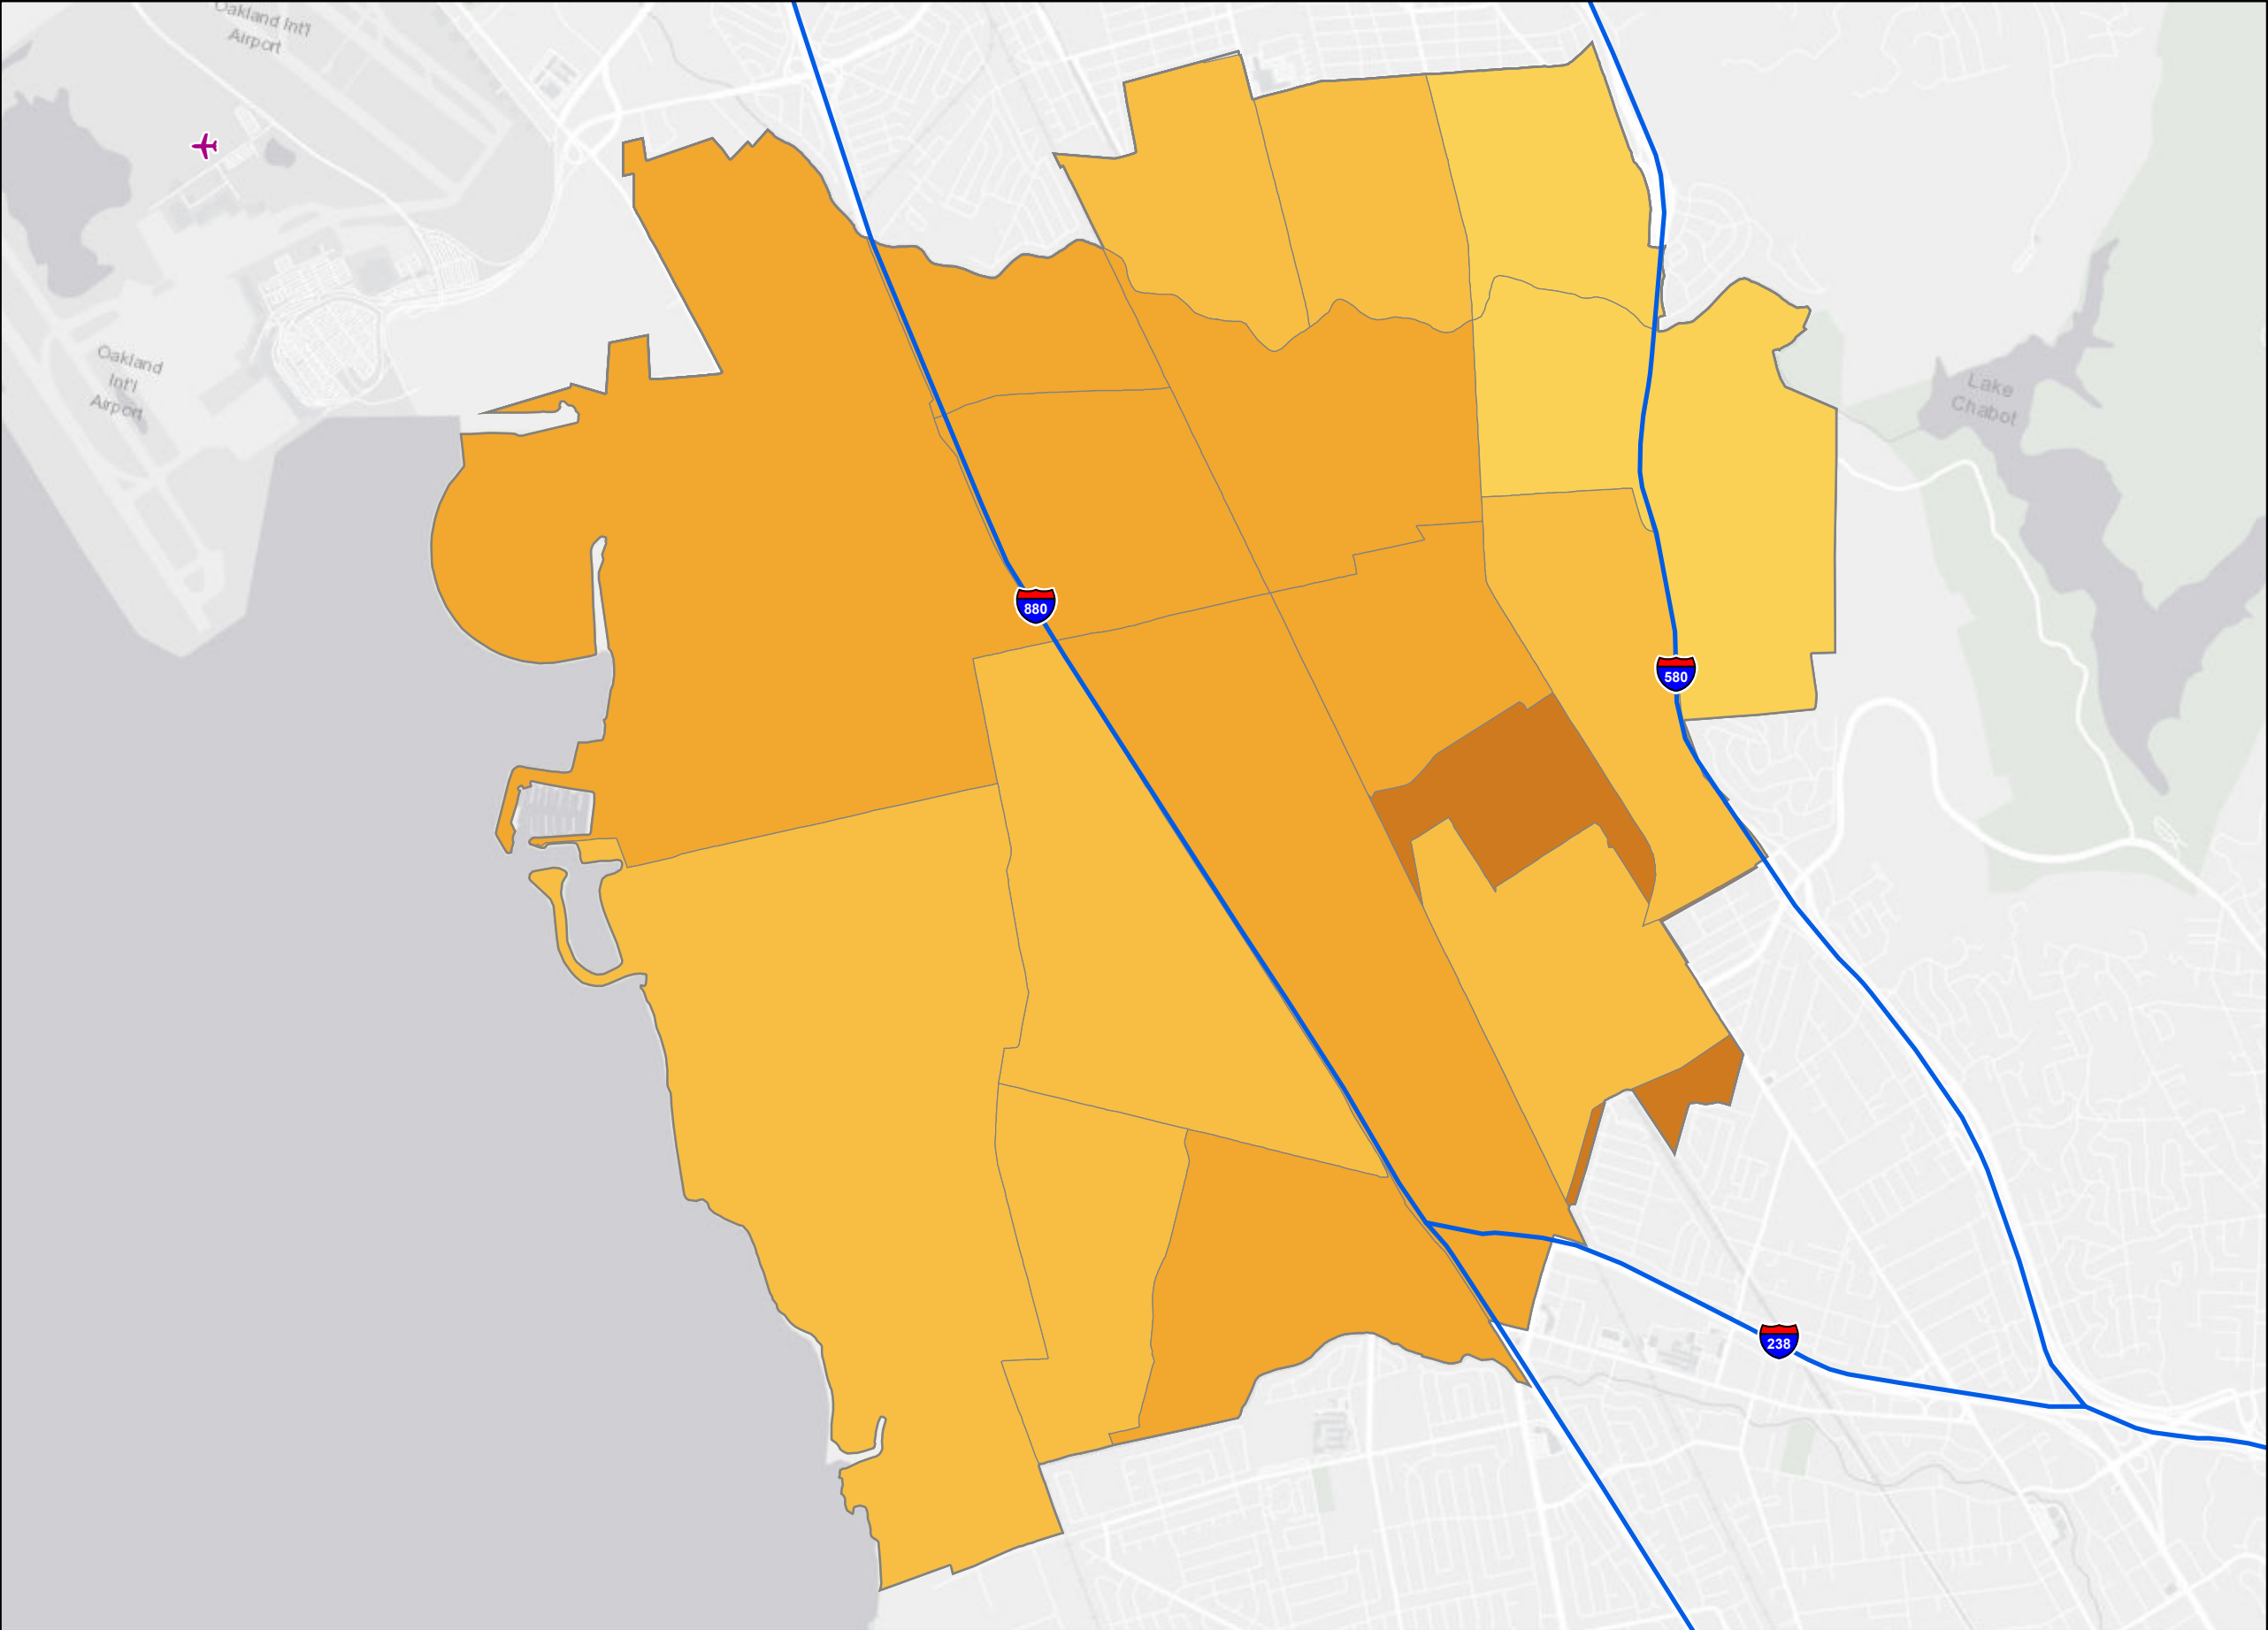 Oakland Int'l
Airport
Oakland
Int'l
Airport
Lake
Chabot
880
580
238